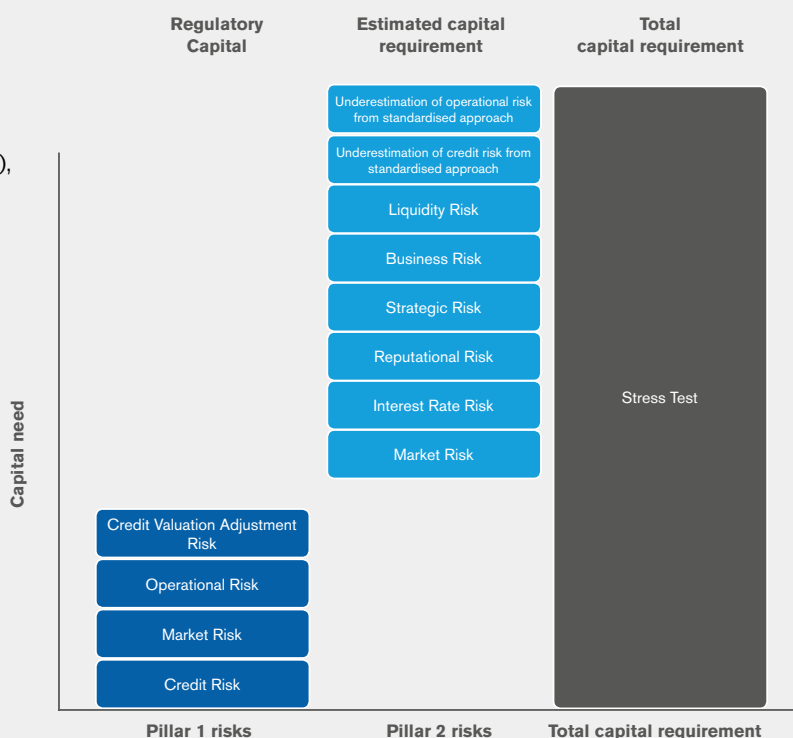 Regulatory
Capital
Estimated capital
requirement
Total
capital requirement
),
Underestimation of operational risk
from standardised approach
Underestimation of credit risk from
standardised approach
Liquidity Risk
Business Risk
Strategic Risk
Reputational Risk
Interest Rate Risk
Market Risk
Stress Test
Capital need
Credit Valuation Adjustment
Risk
Operational Risk
Market Risk
Credit Risk
Pillar 1 risks
Pillar 2 risks
Total capital requirement